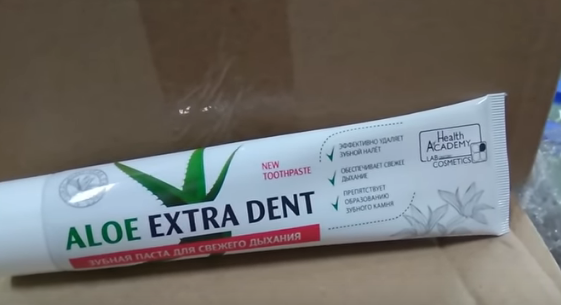 NEW
TOOTHPASTE
ALOE EXTRA DENT
ЗУБНАЯ ПАСТА ДЛЯ СВЕЖЕГО ДЫХАНИЯ
ЭФФЕКТИВНО УДАЛЯЕТ
ЗУБНОЙ НАЛЕТ
ОБЕСПЕЧИВАЕТ СВЕЖЕЕ
ДЫХАНИЕ
ПРЕПЯТСТВУЕТ
ОБРАЗОВАНИЮ
ЗУБНОГО КАМНЯ
Health
ACADEMY
LAB
COSMETICS